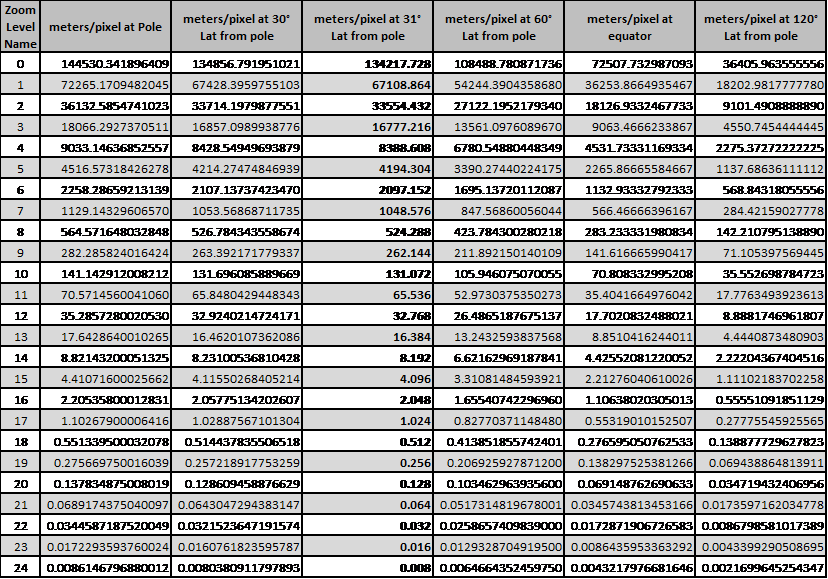 Zoom Level Name meters/pixel at Pole meters/pixel at 30° Lat from pole meters/pixel at 31° Lat from pole meters/pixel at 60° Lat from pole meters/pixel at equator meters/pixel at 120° Lat from pole
0 144530.341896409 134856.791951021 134217.728 108488.780871736 72507.732987093 36405.963555556
1 72265.1709482045 67428.3959755103 67108.864 54244.3904358680 36253.8664935467 18202.9817777780
2 36132.5854741023 33714.1979877551 33554.432 27122.1952179340 18126.9332467733 9101.4908888890
3 18066.2927370511 16857.0989938776 16777.216 13561.0976089670 9063.4666233867 4550.7454444445
4 9033.14636852557 8428.54949693879 8388.608 6780.54880448349 4531.73331169334 2275.37272222225
5 4516.57318426278 4214.27474846939 4194.304 3390.27440224175 2265.86665584667 1137.68636111112
6 2258.28659213139 2107.13737423470 2097.152 1695.13720112087 1132.93332792333 568.84318055556
7 1129.14329606570 1053.56868711735 1048.576 847.56860056044 566.46666396167 284.42159027778
8 564.571648032848 526.784343558674 524.288 423.784300280218 283.233331980834 142.210795138890
9 282.285824016424 263.392171779337 262.144 211.892150140109 141.616665990417 71.105397569445
10 141.142912008212 131.696085889669 131.072 105.946075070055 70.808332995208 35.552698784723
11 70.5714560041060 65.8480429448343 65.536 52.9730375350273 35.4041664976042 17.7763493923613
12 35.2857280020530 32.9240214724171 32.768 26.4865187675137 17.7020832488021 8.8881746961807
13 17.6428640010265 16.4620107362086 16.384 13.2432593837568 8.8510416244011 4.4440873480903
14 8.82143200051325 8.23100536810428 8.192 6.62162969187841 4.42552081220052 2.22204367404516
15 4.41071600025662 4.11550268405214 4.096 3.31081484593921 2.21276040610026 1.11102183702258
16 2.20535800012831 2.05775134202607 2.048 1.65540742296960 1.10638020305013 0.55551091851129
17 1.10267900006416 1.02887567101304 1.024 0.82770371148480 0.55319010152507 0.27775545925565
18 0.551339500032078 0.514437835506518 0.512 0.413851855742401 0.276595050762533 0.138877729627823
19 0.275669750016039 0.257218917753259 0.256 0.206925927871200 0.138297525381266 0.069438864813911
20 0.137834875008019 0.128609458876629 0.128 0.103462963935600 0.069148762690633 0.034719432406956
21 0.0689174375040097 0.0643047294383147 0.064 0.0517314819678001 0.0345743813453166 0.0173597162034778
22 0.0344587187520049 0.0321523647191574 0.032 0.0258657409839000 0.0172871906726583 0.0086798581017389
23 0.0172293593760024 0.0160761823595787 0.016 0.0129328704919500 0.0086435953363292 0.0043399290508695
24 0.0086146796880012 0.0080380911797893 0.008 0.0064664352459750 0.0043217976681646 0.0021699645254347